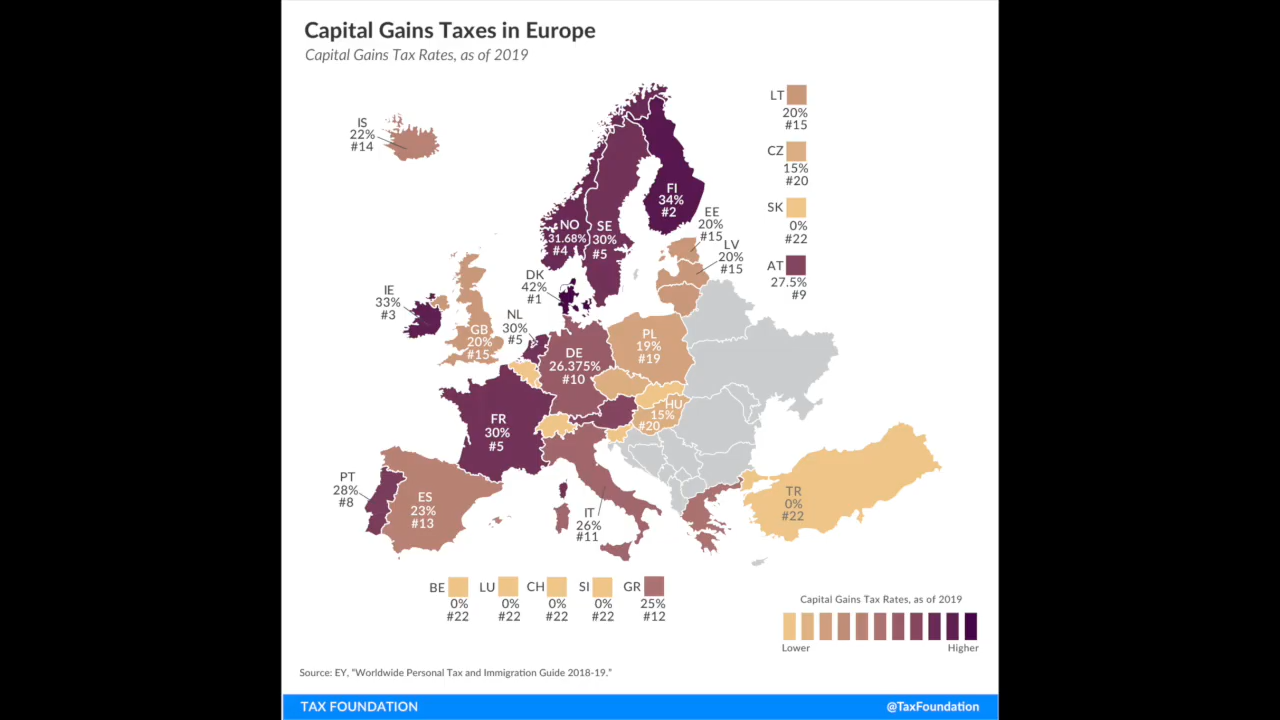 Capital Gains Taxes in Europe
Capital Gains Tax Rates, as of 2019
IS
22%
#14
LT
20%
#15
CZ
15%
#20
SK
0%
#22
AT
27.5%
#9
FI
34%
#2
NO
31.68%
#4
SE
30%
#5
EE
20%
#15
LV
20%
#15
DK
42%
#1
IE
33%
#3
GB
20%
#15
NL
30%
#5
DE
26.375%
#10
PL
19%
#19
HU
15%
#20
FR
30%
#5
PT
28%
#8
ES
23%
#13
IT
26%
#11
TR
0%
#22
BE
0%
#22
LU
0%
#22
CH
0%
#22
SI
0%
#22
GR
25%
#12
Capital Gains Tax Rates, as of 2019
Lower Higher
Source: EY, "Worldwide Personal Tax and Immigration Guide 2018-19."
TAX FOUNDATION @TaxFoundation